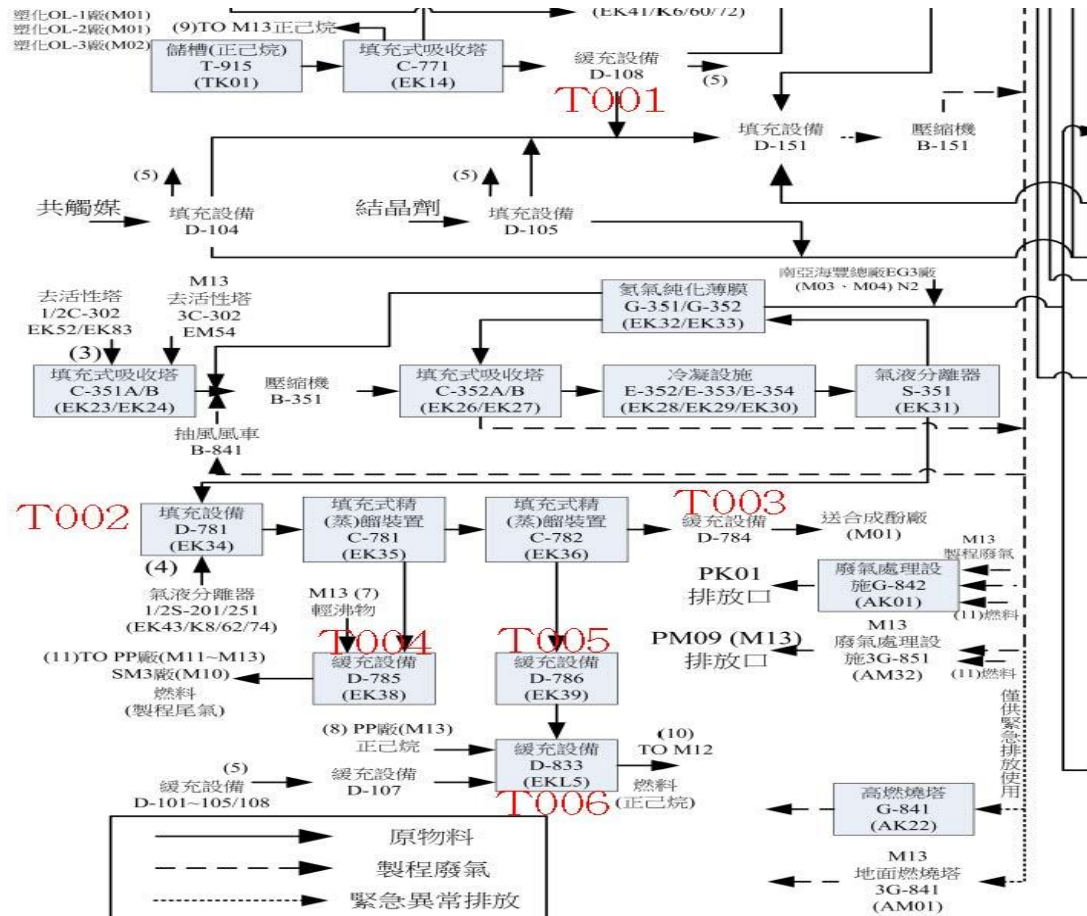 塑化OL-1廠(M01)
塑化OL-2廠(M01)
塑化OL-3廠(M02)
(9)TO M13正己烷
(EK41/K6/60/72)
儲槽(正己烷)
T-915
(TK01)
填充式吸收塔
C-771
(EK14)
緩充設備
D-108
(5)
T001
填充設備
D-151
壓縮機
B-151
(5)
(5)
共觸媒
填充設備
D-104
結晶劑
填充設備
D-105
南亞海豐總廠EG3廠
(M03、M04) N2
去活性塔
1/2C-302
EK52/EK83
(3)
M13
去活性塔
3C-302
EM54
氮氣純化薄膜
G-351/G-352
(EK32/EK33)
填充式吸收塔
C-351A/B
(EK23/EK24)
壓縮機
B-351
填充式吸收塔
C-352A/B
(EK26/EK27)
冷凝設施
E-352/E-353/E-354
(EK28/EK29/EK30)
氣液分離器
S-351
(EK31)
抽風風車
B-841
T002
填充設備
D-781
(EK34)
填充式精
(蒸)餾裝置
C-781
(EK35)
填充式精
(蒸)餾裝置
C-782
(EK36)
T003
緩充設備
D-784
送合成酚廠
(M01)
(4)
氣液分離器
1/2S-201/251
(EK43/K8/62/74)
M13 (7)
輕沸物
PK01
排放口
廢氣處理設
施G-842
(AK01)
M13
製程廢氣
(11)燃料
T004
T005
PM09 (M13)
排放口
M13
廢氣處理設
施3G-851
(AM32)
(11)燃料
(11)TO PP廠(M11~M13)
SM3廠(M10)
燃料
(製程尾氣)
緩充設備
D-785
(EK38)
緩充設備
D-786
(EK39)
僅供緊急排放使用
(8) PP廠(M13)
正己烷
緩充設備
D-833
(EKL5)
(10)
TO M12
燃料
(正己烷)
(5)
緩充設備
D-101~105/108
緩充設備
D-107
T006
高燃燒塔
G-841
(AK22)
原物料
製程廢氣
緊急異常排放
M13
地面燃燒塔
3G-841
(AM01)